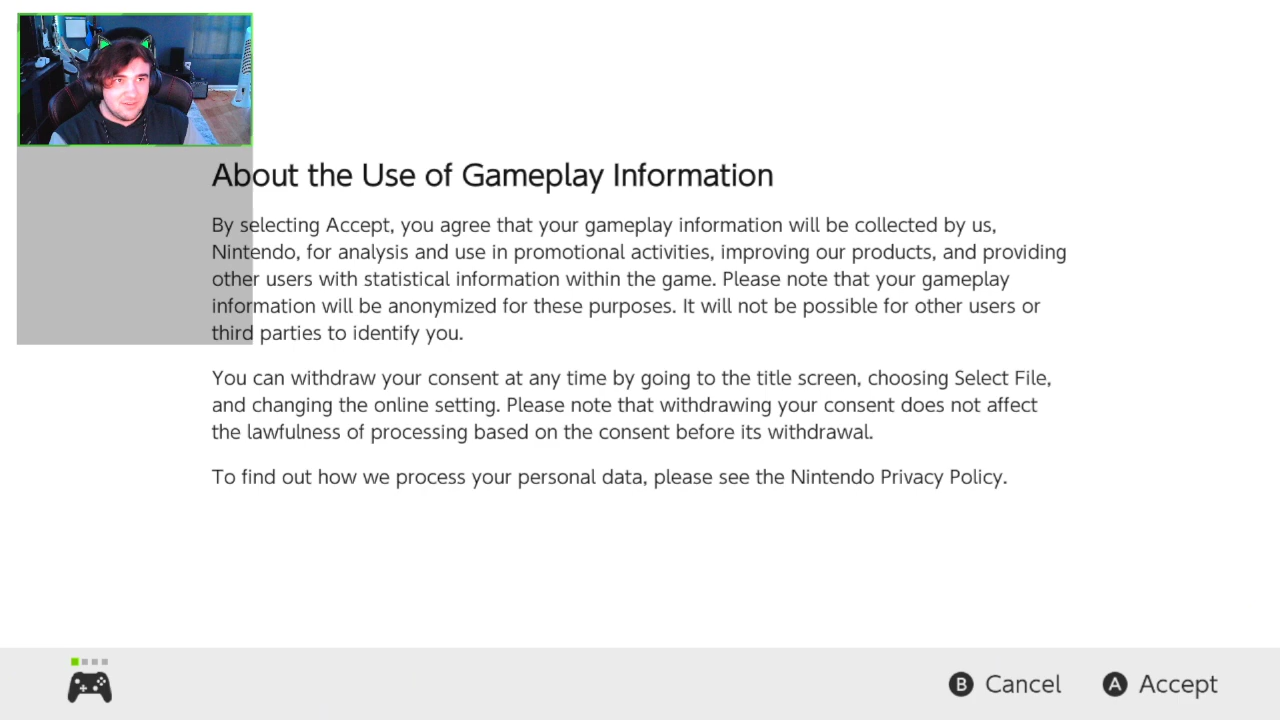 About the Use of Gameplay Information
By selecting Accept, you agree that your gameplay information will be collected by us,
Nintendo, for analysis and use in promotional activities, improving our products, and providing
other users with statistical information within the game. Please note that your gameplay
information will be anonymized for these purposes. It will not be possible for other users or
third parties to identify you.
You can withdraw your consent at any time by going to the title screen, choosing Select File,
and changing the online setting. Please note that withdrawing your consent does not affect
the lawfulness of processing based on the consent before its withdrawal.
To find out how we process your personal data, please see the Nintendo Privacy Policy.
B Cancel A Accept